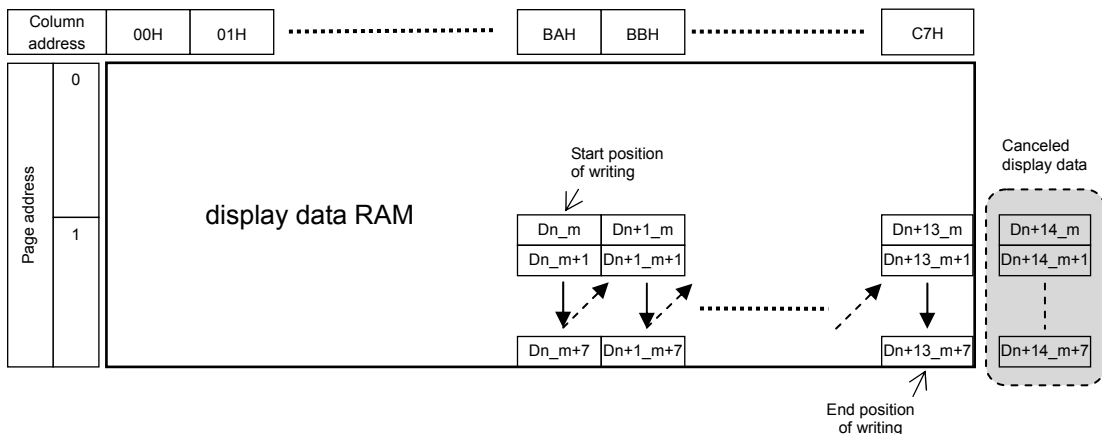 Column
address
00H
01H
BAH
BBH
C7H
Page address
0
1
Start position
of writing
Canceled
display data
display data RAM
Dn_m
Dn+1_m
Dn+13_m
Dn+14_m
Dn_m+1
Dn+1_m+1
Dn+13_m+1
Dn+14_m+1
Dn_m+7
Dn+1_m+7
Dn+13_m+7
Dn+14_m+7
End position
of writing